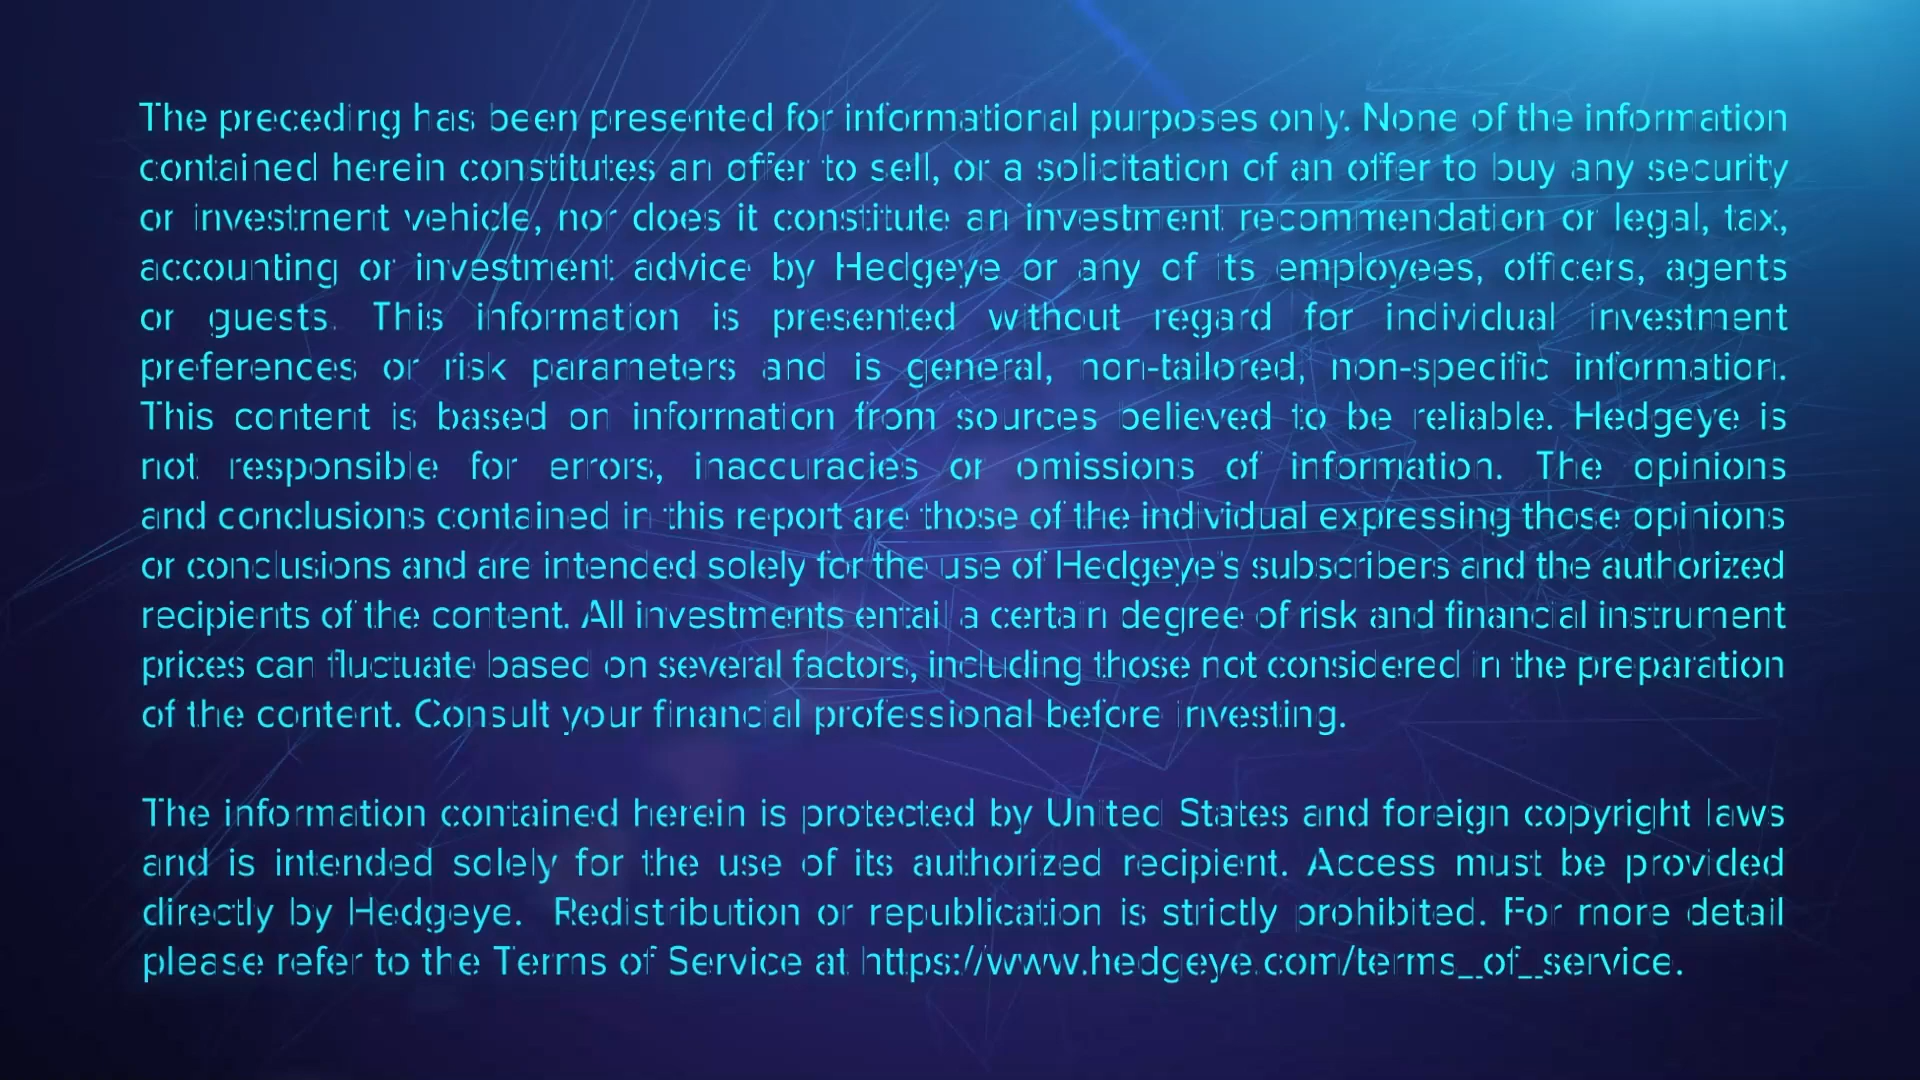 The preceding has been presented for informational purposes only. None of the information
contained herein constitutes an offer to sell, or a solicitation of an offer to buy any security
or investment vehicle, nor does it constitute an investment recommendation or legal, tax,
accounting or investment advice by Hedgeye or any of its employees, officers, agents
or guests. This information is presented without regard for individual investment
preferences or risk parameters and is general, non-tailored, non-specific information.
This content is based on information from sources believed to be reliable. Hedgeye is
not responsible for errors, inaccuracies or omissions of information. The opinions
and conclusions contained in this report are those of the individual expressing those opinions
or conclusions and are intended solely for the use of Hedgeye's subscribers and the authorized
recipients of the content. All investments entail a certain degree of risk and financial instrument
prices can fluctuate based on several factors, including those not considered in the preparation
of the content. Consult your financial professional before investing.
The information contained herein is protected by United States and foreign copyright laws
and is intended solely for the use of its authorized recipient. Access must be provided
directly by Hedgeye. Redistribution or republication is strictly prohibited. For more detail
please refer to the Terms of Service at https://www.hedgeye.com/terms_of_service.